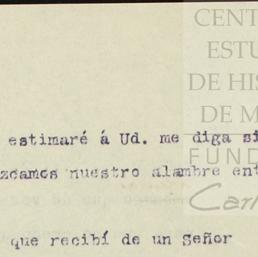 CENT
ESTU
DE HIS
DE M
FUND
Carl
estimaré á Ud. me diga si
zcamos nuestro alambre ent
que recibí de un Señor